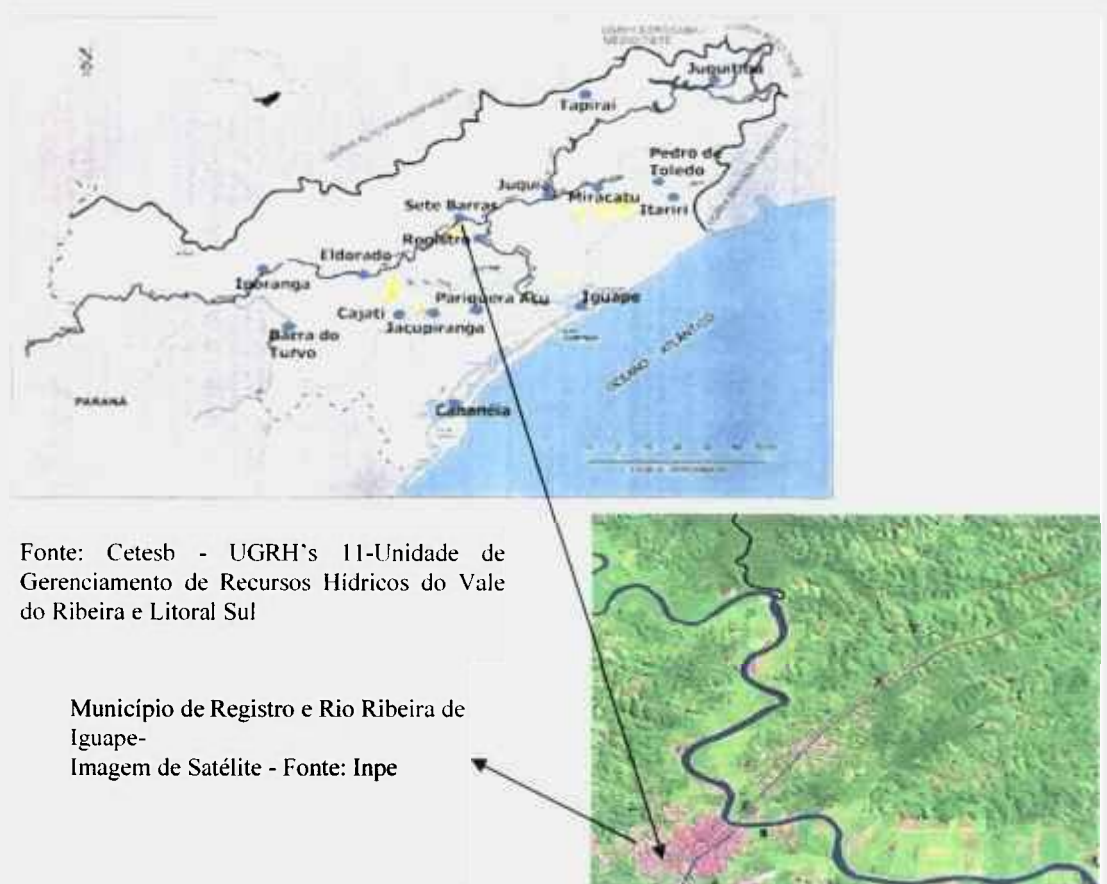 Juquitiba
Tapirai
Pedro de
Toledo
Juqui
Miracatu
Itariri
Sete Barras
Registro
Eldorado
Iporanga
Iguape
Pariquera Açu
Cajati
Jacupiranga
Barra do
Turvo
PARANÁ
Cananéia
OCEANO ATLÂNTICO
Fonte: Cetesb - UGRH's 11-Unidade de
Gerenciamento de Recursos Hídricos do Vale
do Ribeira e Litoral Sul
Município de Registro e Rio Ribeira de
Iguape-
Imagem de Satélite - Fonte: Inpe